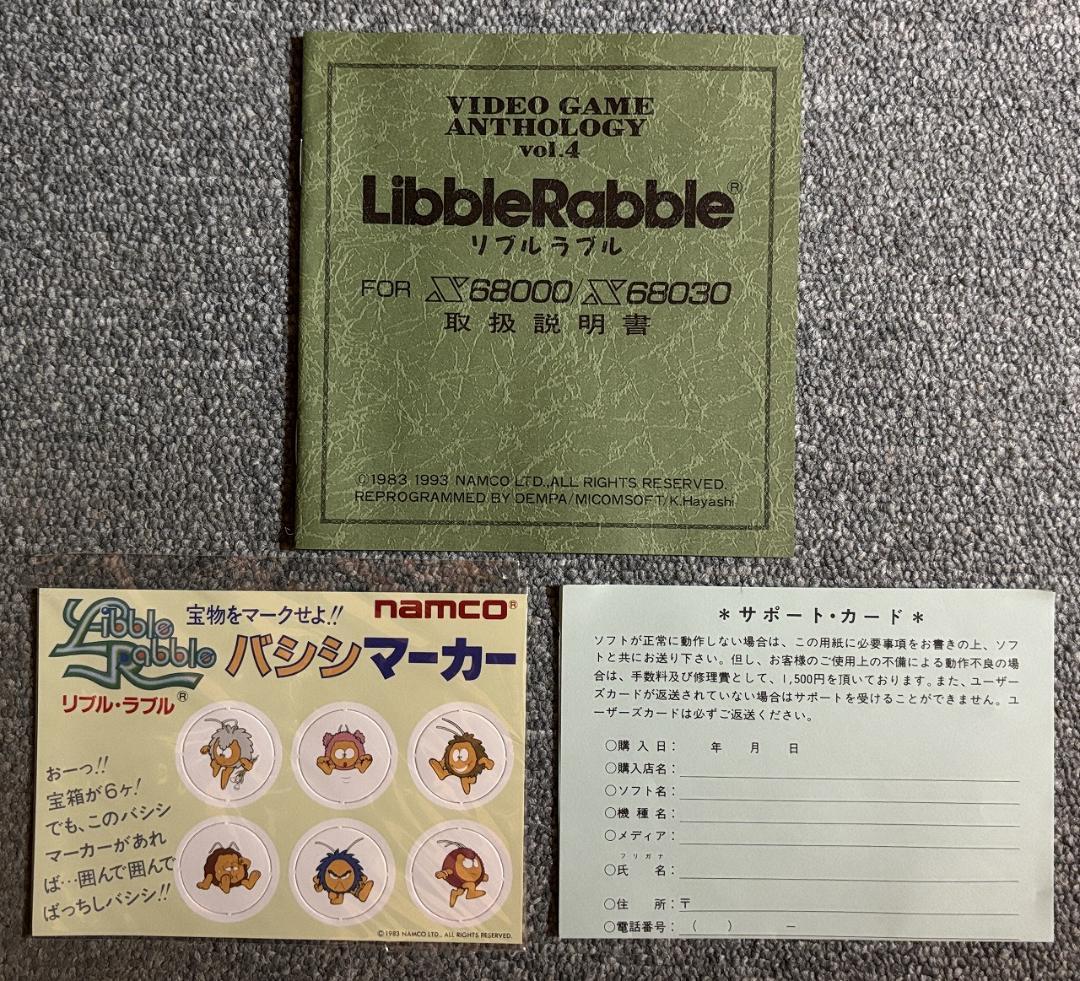 VIDEO GAME
ANTHOLOGY
vol.4
LibbleRabble®
リブルラブル
FOR X68000/X68030
取扱説明書
©1983 1993 NAMCO LTD.,ALL RIGHTS RESERVED.
REPROGRAMMED BY DEMPA/MICOMSOFT/K.Hayashi
Libble Rabble
リブル・ラブル®
宝物をマークせよ!!
namco®
バシシマーカー
おーっ!!
宝箱が6ヶ!
でも、このバシシ
マーカーがあれ
ば…囲んで囲んで
ばっちしバシシ!!
©1983 NAMCO LTD., ALL RIGHTS RESERVED.
*サポート・カード*
ソフトが正常に動作しない場合は、この用紙に必要事項をお書きの上、ソフ
トと共にお送り下さい。但し、お客様のご使用上の不備による動作不良の場
合は、手数料及び修理費として、1,500円を頂いております。また、ユーザー
ズカードが返送されていない場合はサポートを受けることができません。ユ
ーザーズカードは必ずご返送ください。
○購入日: 年 月 日
○購入店名:
○ソフト名:
○機種名:
○メディア:
フリガナ
○氏名:
○住所:〒
○電話番号: ( ) −